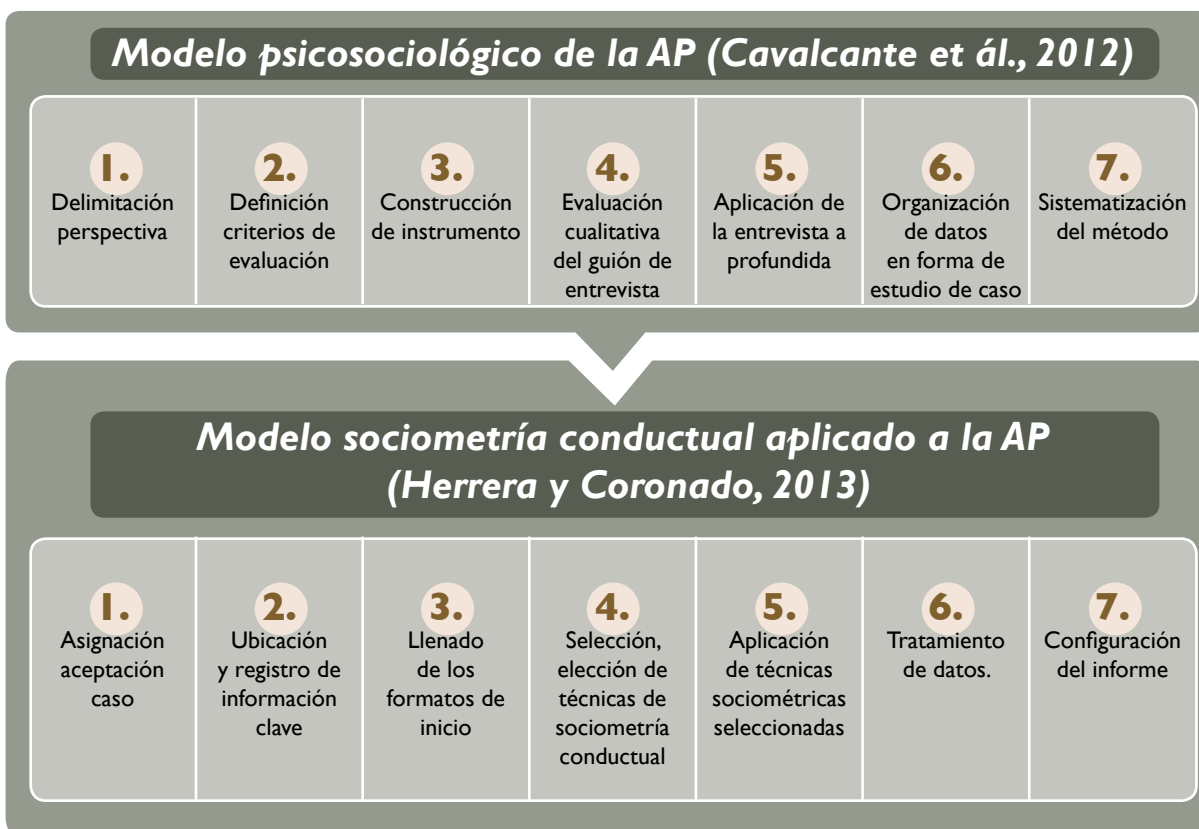 Modelo psicosociológico de la AP (Cavalcante et ál., 2012)
1.
Delimitación
perspectiva
2.
Definición
criterios de
evaluación
3.
Construcción
de instrumento
4.
Evaluación
cualitativa
del guión de
entrevista
5.
Aplicación de
la entrevista a
profundida
6.
Organización
de datos
en forma de
estudio de caso
7.
Sistematización
del método
Modelo sociometría conductual aplicado a la AP
(Herrera y Coronado, 2013)
1.
Asignación
aceptación
caso
2.
Ubicación
y registro de
información
clave
3.
Llenado
de los
formatos de
inicio
4.
Selección,
elección de
técnicas de
sociometría
conductual
5.
Aplicación
de técnicas
sociométricas
seleccionadas
6.
Tratamiento
de datos.
7.
Configuración
del informe